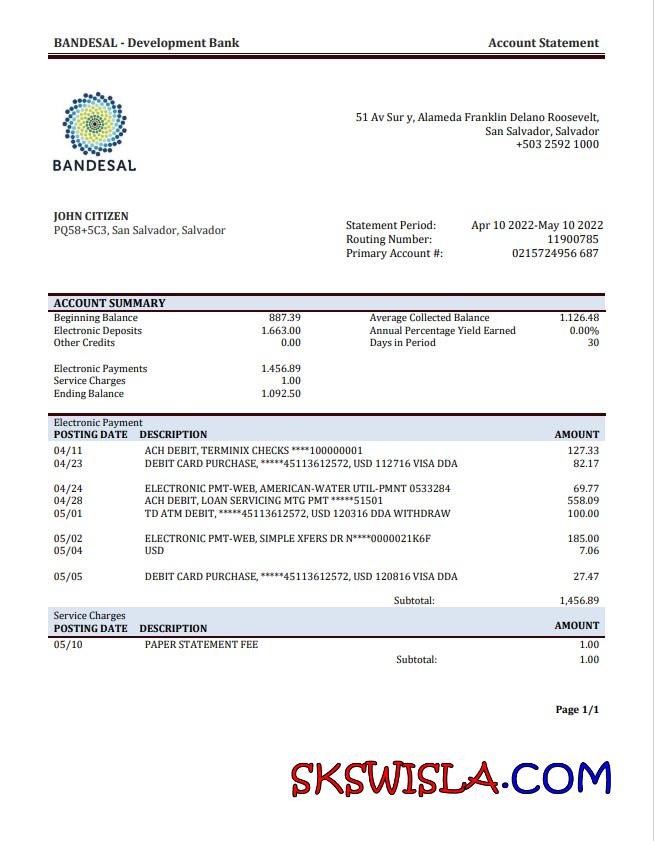 BANDESAL - Development Bank Account Statement
BANDESAL
51 Av Sur y, Alameda Franklin Delano Roosevelt,
San Salvador, Salvador
+503 2592 1000
JOHN CITIZEN
PQ58+5C3, San Salvador, Salvador
Statement Period: Apr 10 2022-May 10 2022
Routing Number: 11900785
Primary Account #: 0215724956 687
ACCOUNT SUMMARY
Beginning Balance 887.39 Average Collected Balance 1.126.48
Electronic Deposits 1.663.00 Annual Percentage Yield Earned 0.00%
Other Credits 0.00 Days in Period 30
Electronic Payments 1.456.89
Service Charges 1.00
Ending Balance 1.092.50
Electronic Payment
POSTING DATE DESCRIPTION AMOUNT
04/11 ACH DEBIT, TERMINIX CHECKS ****100000001 127.33
04/23 DEBIT CARD PURCHASE, *****45113612572, USD 112716 VISA DDA 82.17
04/24 ELECTRONIC PMT-WEB, AMERICAN-WATER UTIL-PMNT 0533284 69.77
04/28 ACH DEBIT, LOAN SERVICING MTG PMT *****51501 558.09
05/01 TD ATM DEBIT, *****45113612572, USD 120316 DDA WITHDRAW 100.00
05/02 ELECTRONIC PMT-WEB, SIMPLE XFERS DR N****0000021K6F 185.00
05/04 USD 7.06
05/05 DEBIT CARD PURCHASE, *****45113612572, USD 120816 VISA DDA 27.47
Subtotal: 1,456.89
Service Charges
POSTING DATE DESCRIPTION AMOUNT
05/10 PAPER STATEMENT FEE 1.00
Subtotal: 1.00
Page 1/1
SKSWISLA.COM